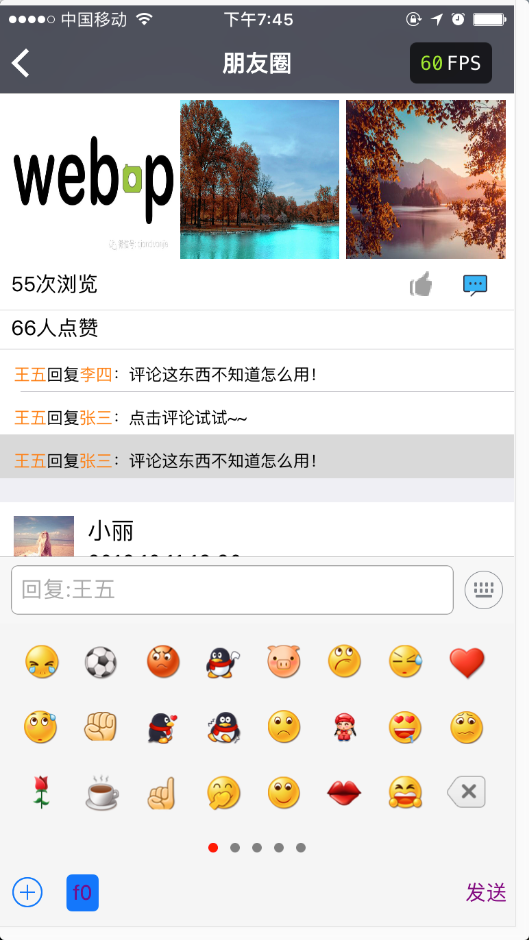 中国移动 下午7:45
朋友圈 60 FPS
webop
55次浏览
66人点赞
王五回复李四：评论这东西不知道怎么用！
王五回复张三：点击评论试试~~
王五回复张三：评论这东西不知道怎么用！
小丽
回复:王五
f0 发送